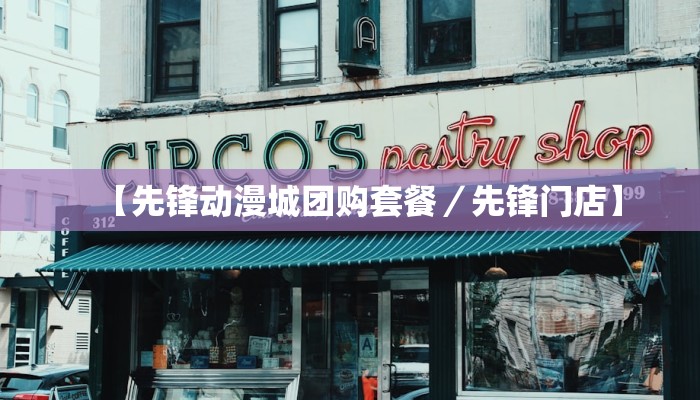 CIRCO'S pastry shop
【先锋动漫城团购套餐／先锋门店】
312
COFFEE
A